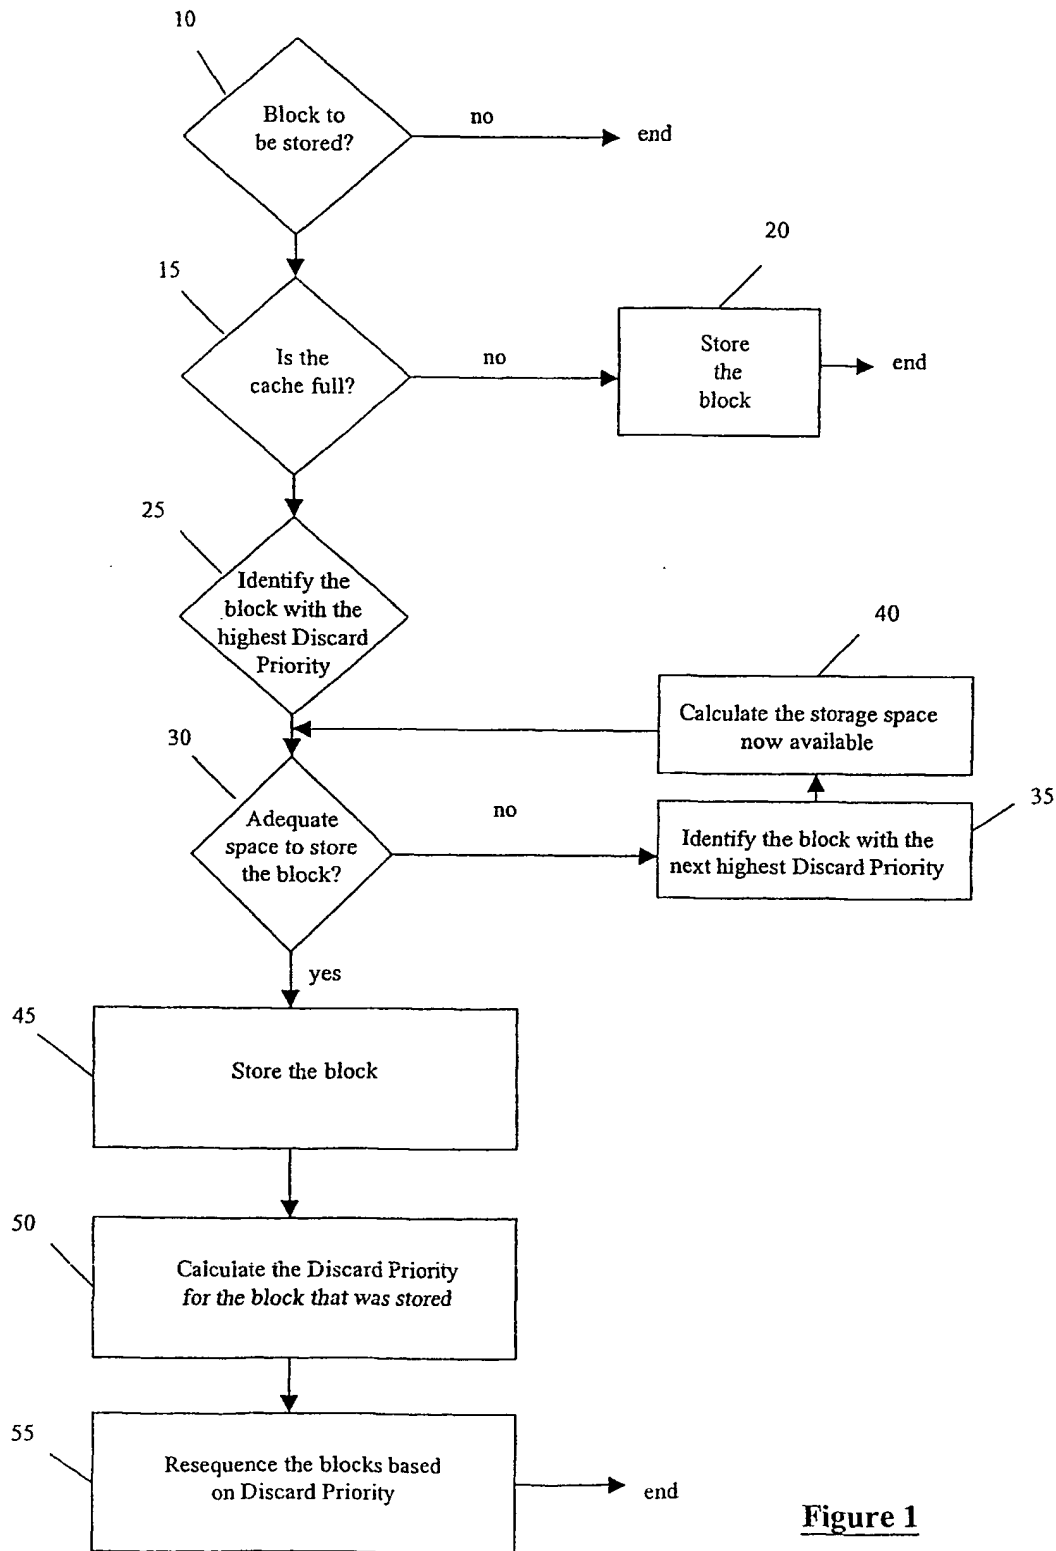 10
Block to
be stored?
no
end
15
20
Is the
cache full?
no
Store
the
block
end
25
Identify the
block with the
highest Discard
Priority
40
Calculate the storage space
now available
30
35
Adequate
space to store
the block?
no
Identify the block with the
next highest Discard Priority
yes
45
Store the block
50
Calculate the Discard Priority
for the block that was stored
55
Resequence the blocks based
on Discard Priority
end
Figure 1